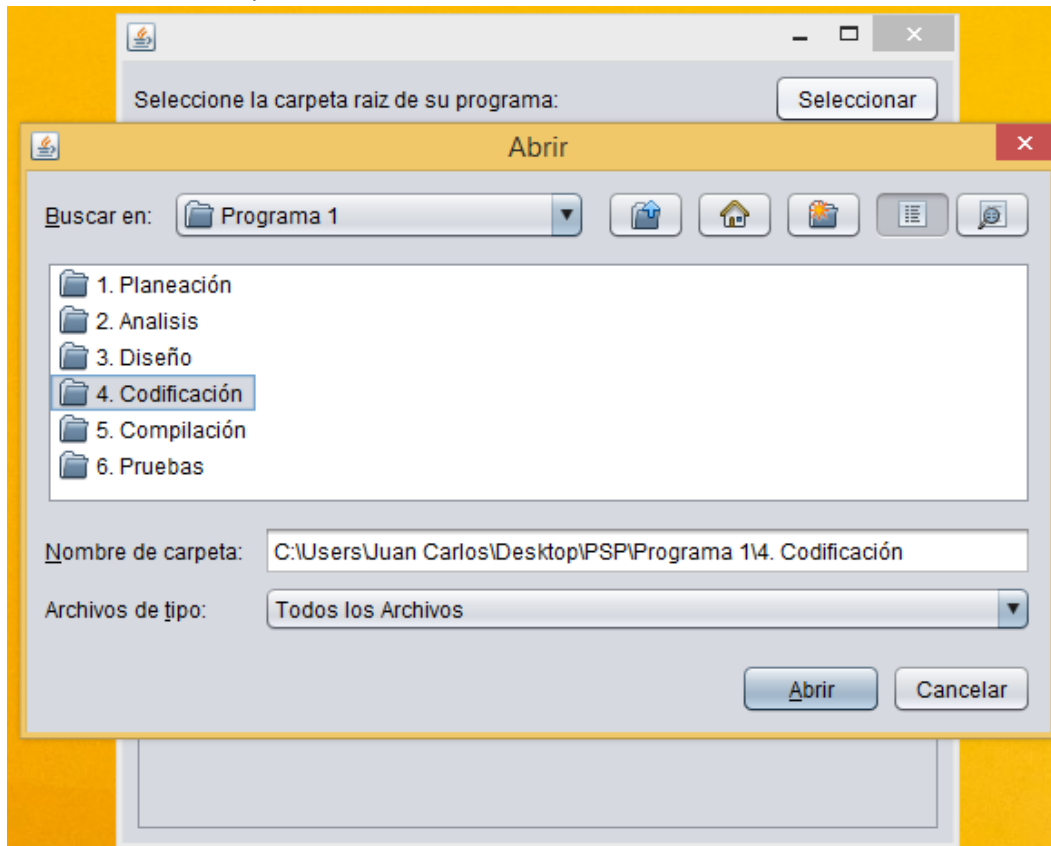 Seleccione la carpeta raiz de su programa:
Seleccionar
Abrir
Buscar en:
Programa 1
1. Planeación
2. Analisis
3. Diseño
4. Codificación
5. Compilación
6. Pruebas
Nombre de carpeta:
C:\Users\Juan Carlos\Desktop\PSP\Programa 1\4. Codificación
Archivos de tipo:
Todos los Archivos
Abrir
Cancelar